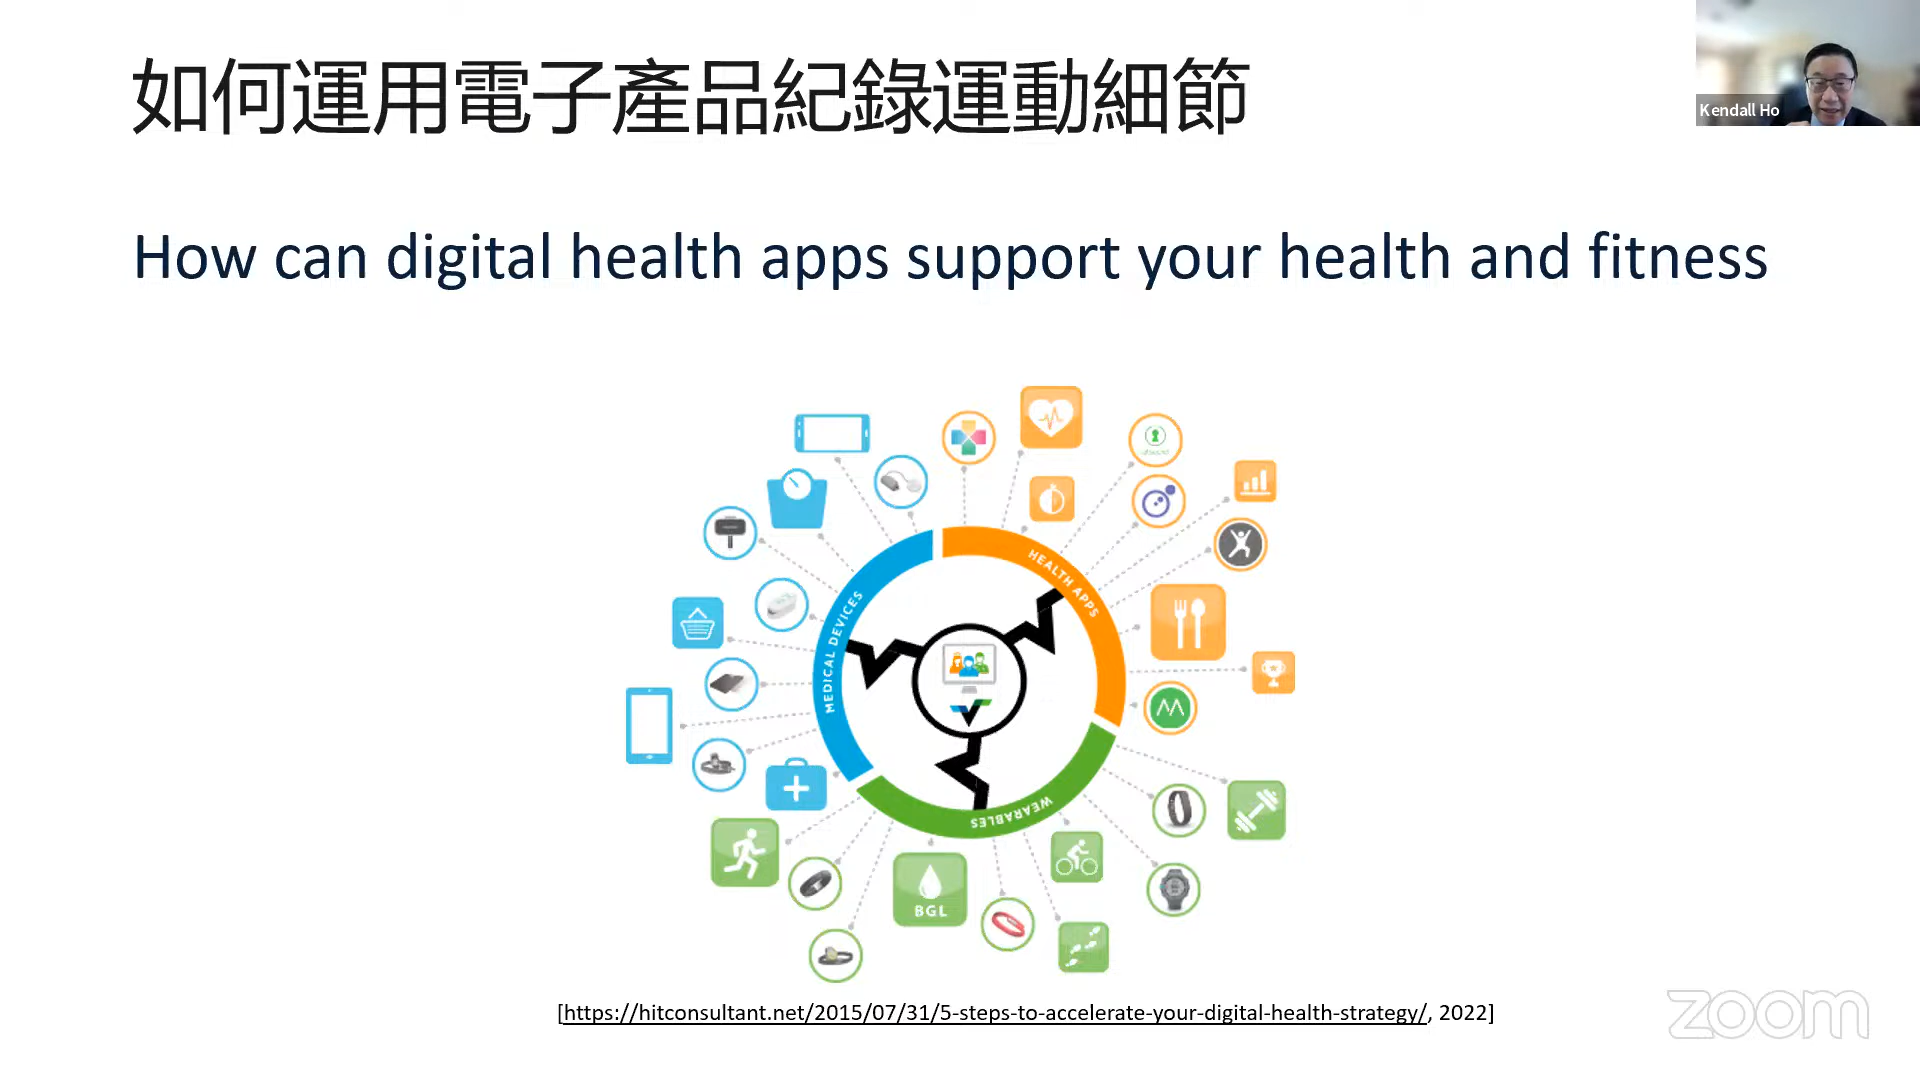 如何運用電子產品紀錄運動細節
Kendall Ho
How can digital health apps support your health and fitness
HEALTH APPS
MEDICAL DEVICES
WEARABLES
BGL
[https://hitconsultant.net/2015/07/31/5-steps-to-accelerate-your-digital-health-strategy/, 2022]
zoom